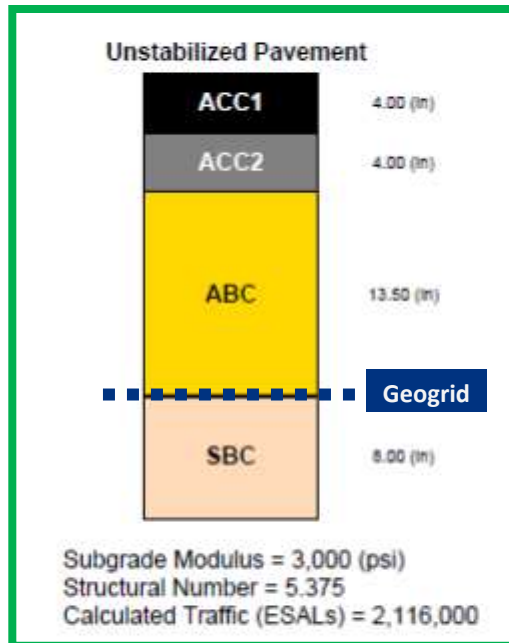 Unstabilized Pavement
ACC1 4.00 (in)
ACC2 4.00 (in)
ABC 13.50 (in)
Geogrid
SBC 8.00 (in)
Subgrade Modulus = 3,000 (psi)
Structural Number = 5.375
Calculated Traffic (ESALs) = 2,116,000